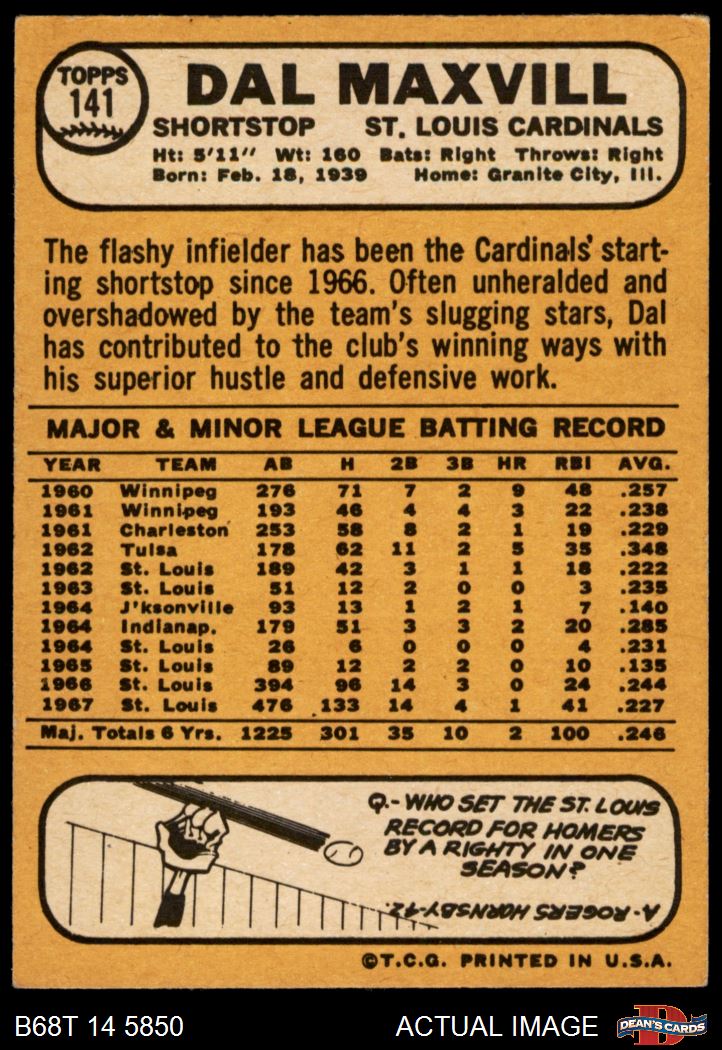 TOPPS
141
DAL MAXVILL
SHORTSTOP ST. LOUIS CARDINALS
Ht: 5'11" Wt: 160 Bats: Right Throws: Right
Born: Feb. 18, 1939 Home: Granite City, Ill.
The flashy infielder has been the Cardinals' start-
ing shortstop since 1966. Often unheralded and
overshadowed by the team's slugging stars, Dal
has contributed to the club's winning ways with
his superior hustle and defensive work.
MAJOR & MINOR LEAGUE BATTING RECORD
YEAR TEAM AB H 2B 3B HR RBI AVG.
1960 Winnipeg 276 71 7 2 9 48 .257
1961 Winnipeg 193 46 4 4 3 22 .238
1961 Charleston 253 58 8 2 1 19 .229
1962 Tulsa 178 62 11 2 5 35 .348
1962 St. Louis 189 42 3 1 1 18 .222
1963 St. Louis 51 12 2 0 0 3 .235
1964 J'ksonville 93 13 1 2 1 7 .140
1964 Indianap. 179 51 3 3 2 20 .285
1964 St. Louis 26 6 0 0 0 4 .231
1965 St. Louis 89 12 2 2 0 10 .135
1966 St. Louis 394 96 14 3 0 24 .244
1967 St. Louis 476 133 14 4 1 41 .227
Maj. Totals 6 Yrs. 1225 301 35 10 2 100 .246
Q.-WHO SET THE ST. LOUIS
RECORD FOR HOMERS
BY A RIGHTY IN ONE
SEASON?
A-ROGERS HORNSBY-42.
©T.C.G. PRINTED IN U.S.A.
B68T 14 5850 ACTUAL IMAGE
DEAN'S CARDS